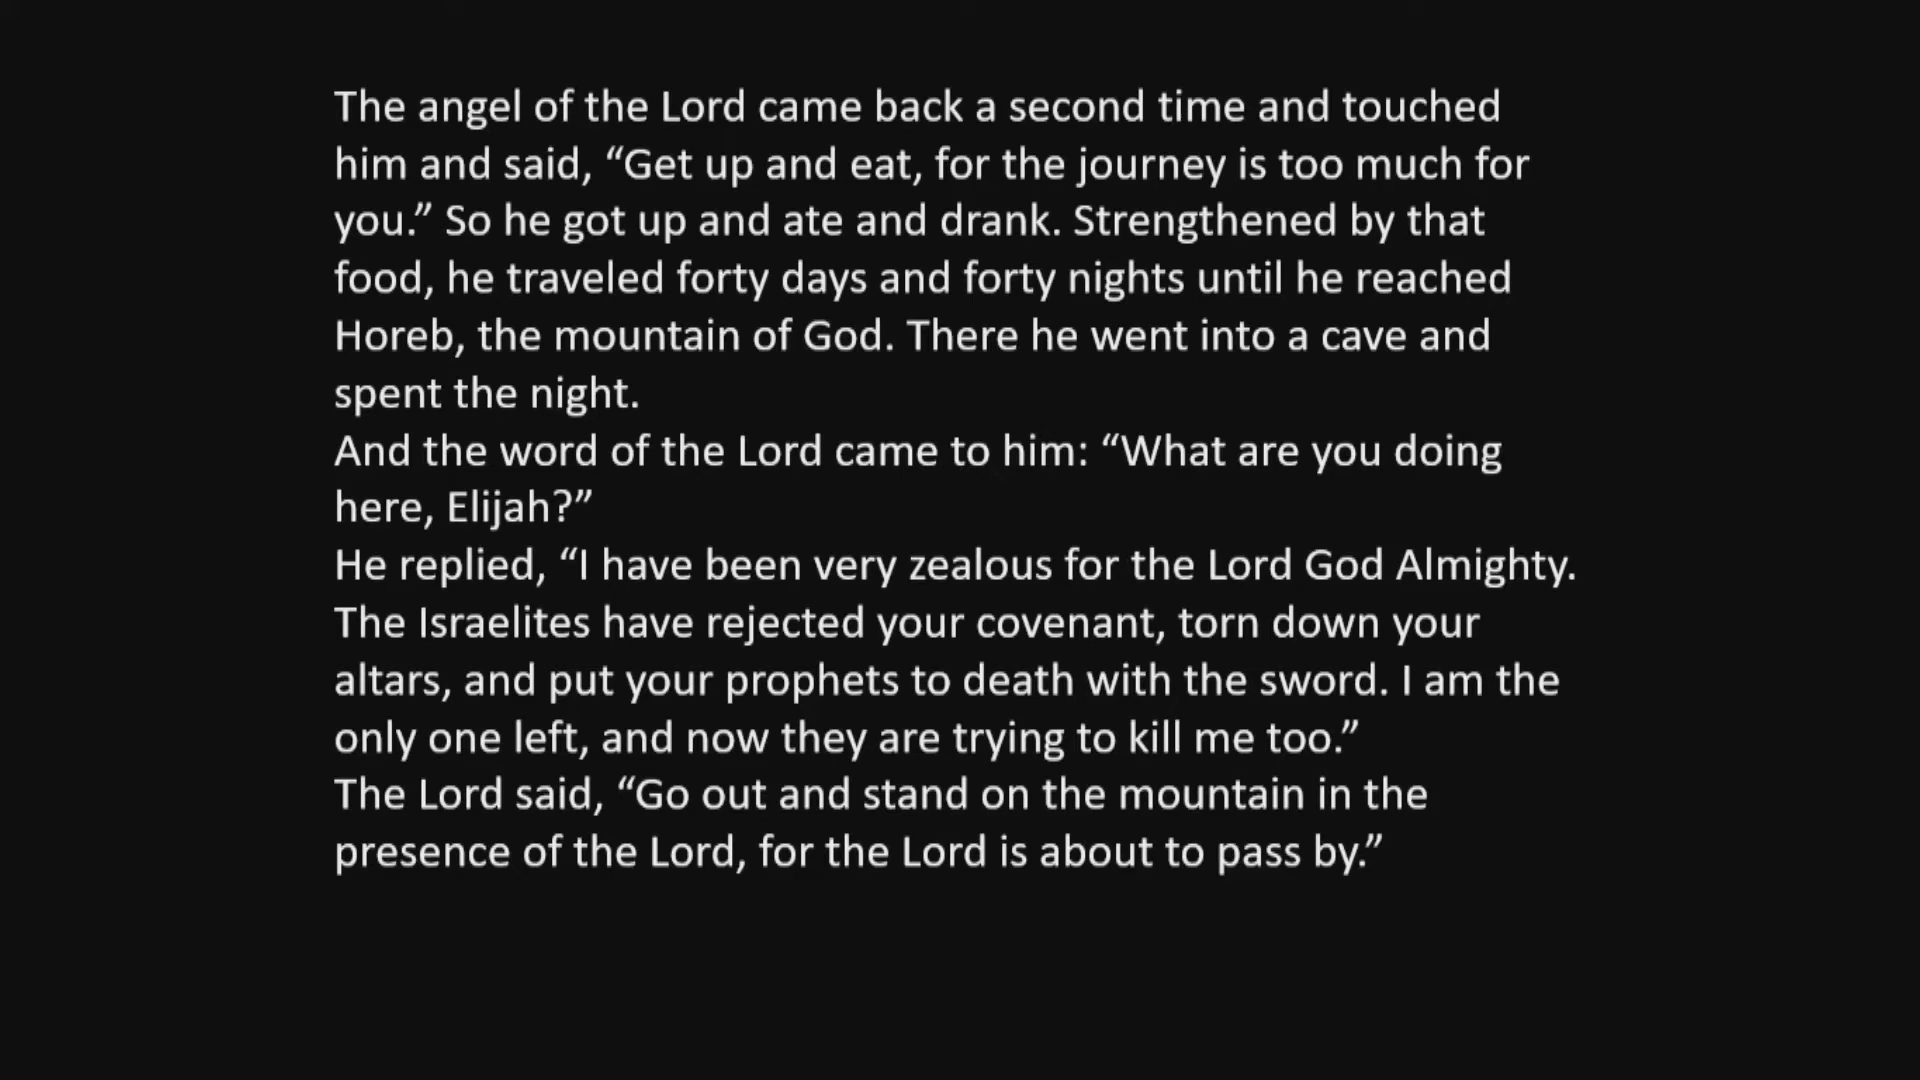 The angel of the Lord came back a second time and touched
him and said, “Get up and eat, for the journey is too much for
you.” So he got up and ate and drank. Strengthened by that
food, he traveled forty days and forty nights until he reached
Horeb, the mountain of God. There he went into a cave and
spent the night.
And the word of the Lord came to him: “What are you doing
here, Elijah?”
He replied, “I have been very zealous for the Lord God Almighty.
The Israelites have rejected your covenant, torn down your
altars, and put your prophets to death with the sword. I am the
only one left, and now they are trying to kill me too.”
The Lord said, “Go out and stand on the mountain in the
presence of the Lord, for the Lord is about to pass by.”